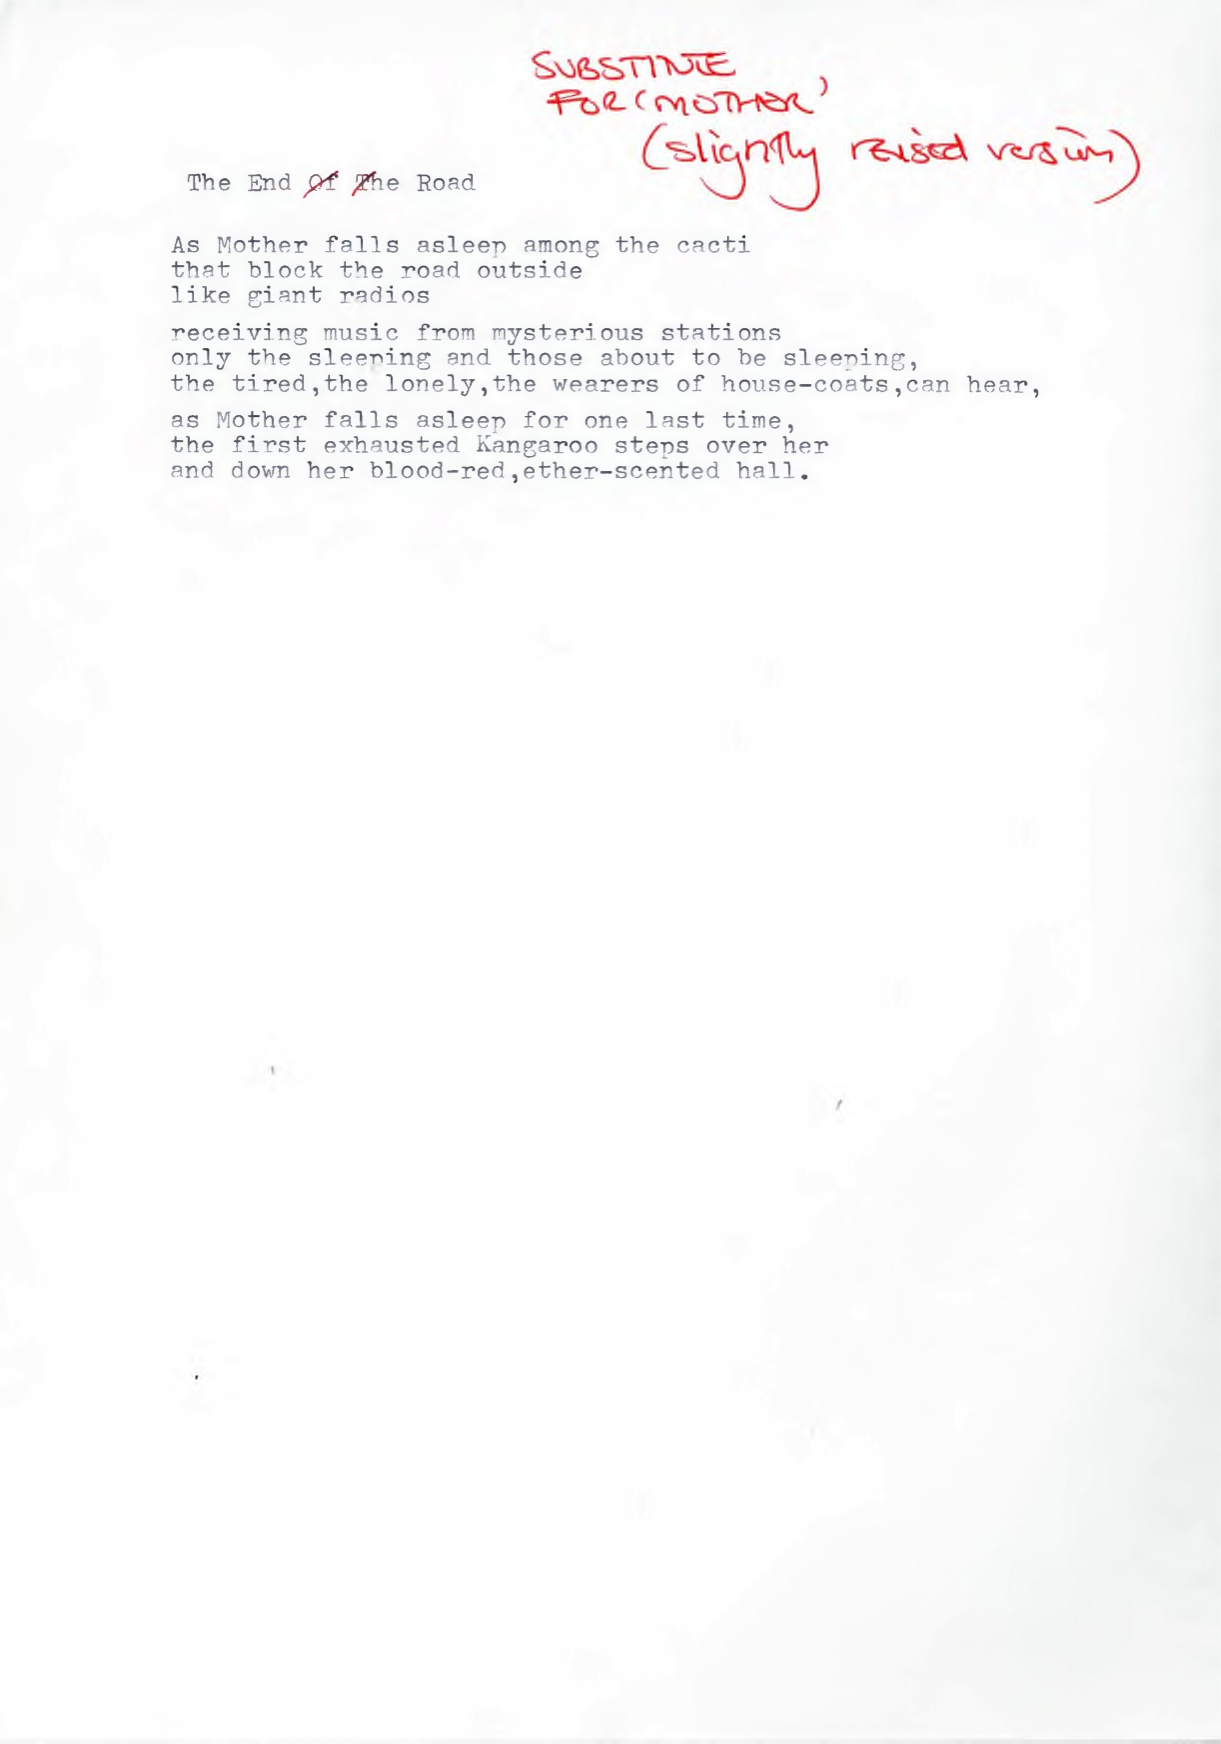 SUBSTITUTE
FOR 'MOTHER'
(slightly revised version)
The End Of The Road
As Mother falls asleep among the cacti
that block the road outside
like giant radios
receiving music from mysterious stations
only the sleeping and those about to be sleeping,
the tired,the lonely,the wearers of house-coats,can hear,
as Mother falls asleep for one last time,
the first exhausted Kangaroo steps over her
and down her blood-red,ether-scented hall.